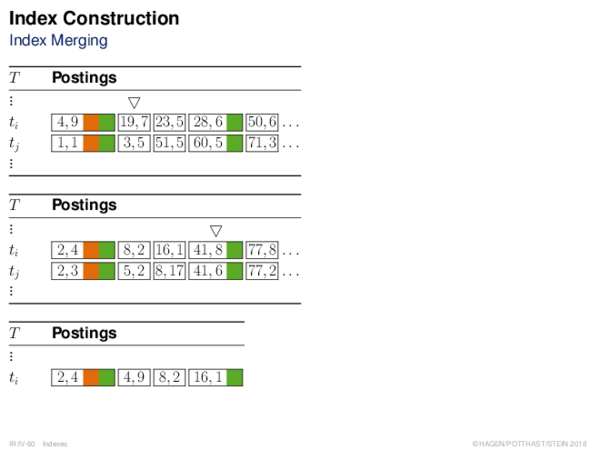 Index Construction
Index Merging
T Postings
⋮ ▽
t_i 4, 9 19, 7 23, 5 28, 6 50, 6 ...
t_j 1, 1 3, 5 51, 5 60, 5 71, 3 ...
⋮
T Postings
⋮ ▽
t_i 2, 4 8, 2 16, 1 41, 8 77, 8 ...
t_j 2, 3 5, 2 8, 17 41, 6 77, 2 ...
⋮
T Postings
⋮
t_i 2, 4 4, 9 8, 2 16, 1
IR:IV-60 Indexes ©HAGEN/POTTHAST/STEIN 2018